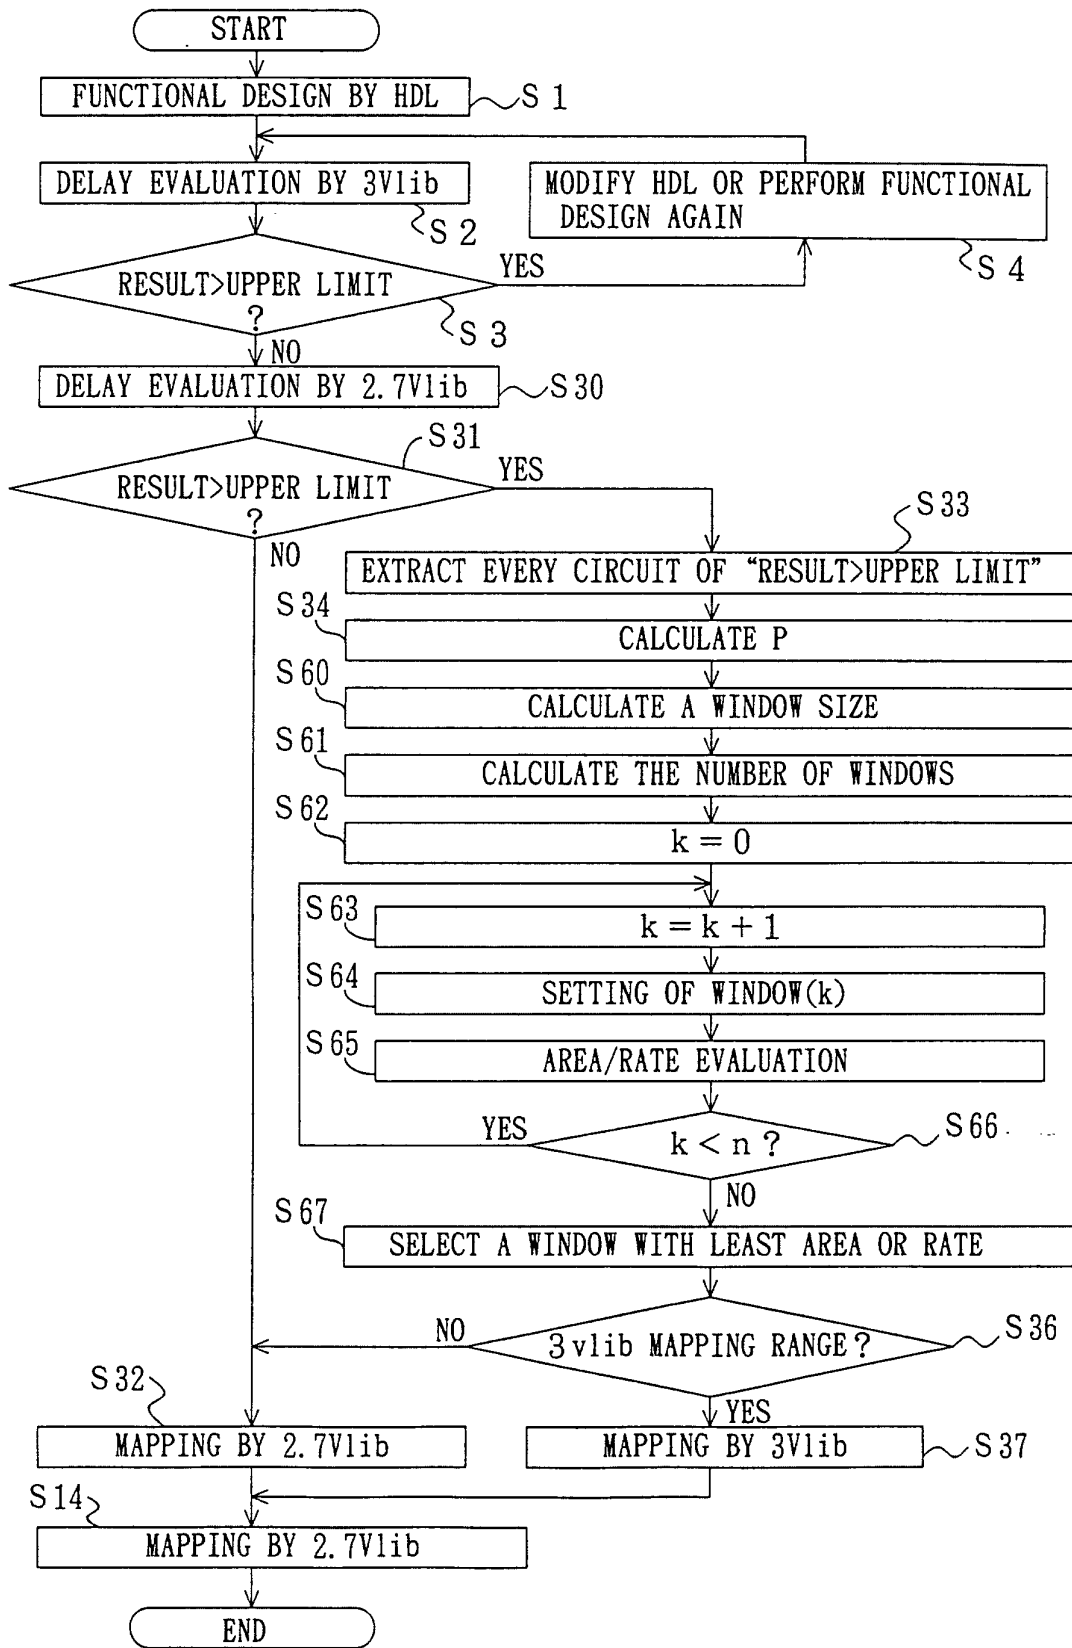 START
FUNCTIONAL DESIGN BY HDL
S1
DELAY EVALUATION BY 3Vlib
S2
MODIFY HDL OR PERFORM FUNCTIONAL
DESIGN AGAIN
S4
RESULT>UPPER LIMIT
?
YES
S3
NO
DELAY EVALUATION BY 2.7Vlib
S30
S31
RESULT>UPPER LIMIT
?
YES
NO
S33
EXTRACT EVERY CIRCUIT OF “RESULT>UPPER LIMIT”
S34
CALCULATE P
S60
CALCULATE A WINDOW SIZE
S61
CALCULATE THE NUMBER OF WINDOWS
S62
k = 0
S63
k = k + 1
S64
SETTING OF WINDOW(k)
S65
AREA/RATE EVALUATION
YES
k < n ?
S66
NO
S67
SELECT A WINDOW WITH LEAST AREA OR RATE
NO
3vlib MAPPING RANGE?
S36
YES
S32
MAPPING BY 2.7Vlib
MAPPING BY 3Vlib
S37
S14
MAPPING BY 2.7Vlib
END